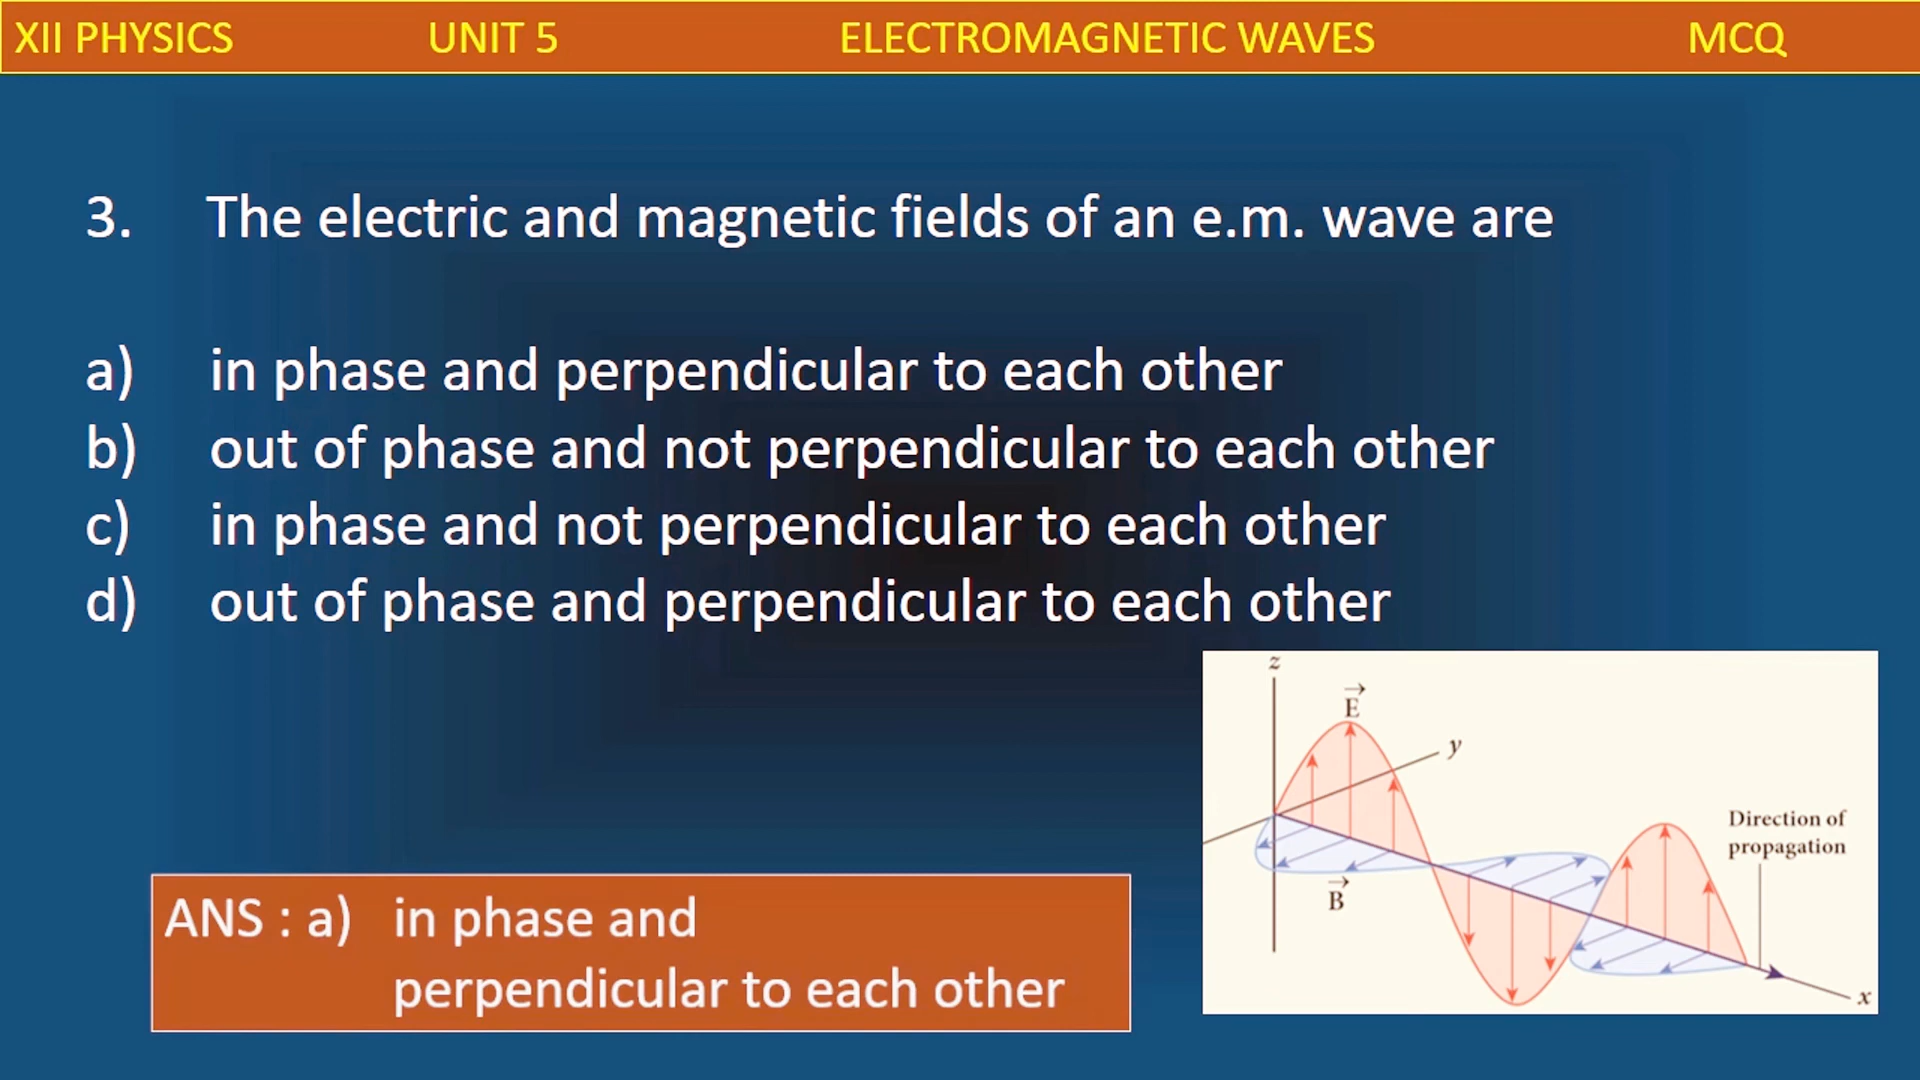 XII PHYSICS UNIT 5 ELECTROMAGNETIC WAVES MCQ
3. The electric and magnetic fields of an e.m. wave are
a) in phase and perpendicular to each other
b) out of phase and not perpendicular to each other
c) in phase and not perpendicular to each other
d) out of phase and perpendicular to each other
z
E
y
Direction of
propagation
B
x
ANS : a) in phase and
perpendicular to each other